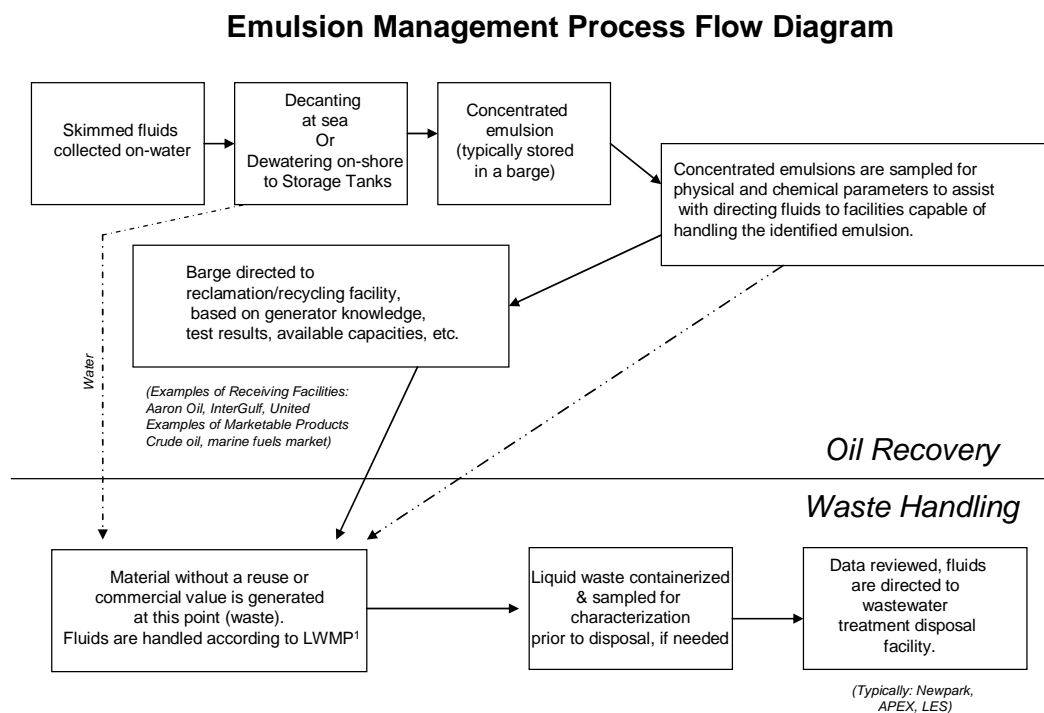 Emulsion Management Process Flow Diagram
Skimmed fluids
collected on-water
Decanting
at sea
Or
Dewatering on-shore
to Storage Tanks
Concentrated
emulsion
(typically stored
in a barge)
Concentrated emulsions are sampled for
physical and chemical parameters to assist
with directing fluids to facilities capable of
handling the identified emulsion.
Barge directed to
reclamation/recycling facility,
based on generator knowledge,
test results, available capacities, etc.
Water
(Examples of Receiving Facilities:
Aaron Oil, InterGulf, United
Examples of Marketable Products
Crude oil, marine fuels market)
Oil Recovery
Waste Handling
Material without a reuse or
commercial value is generated
at this point (waste).
Fluids are handled according to LWMP¹
Liquid waste containerized
& sampled for
characterization
prior to disposal, if needed
Data reviewed, fluids
are directed to
wastewater
treatment disposal
facility.
(Typically: Newpark,
APEX, LES)